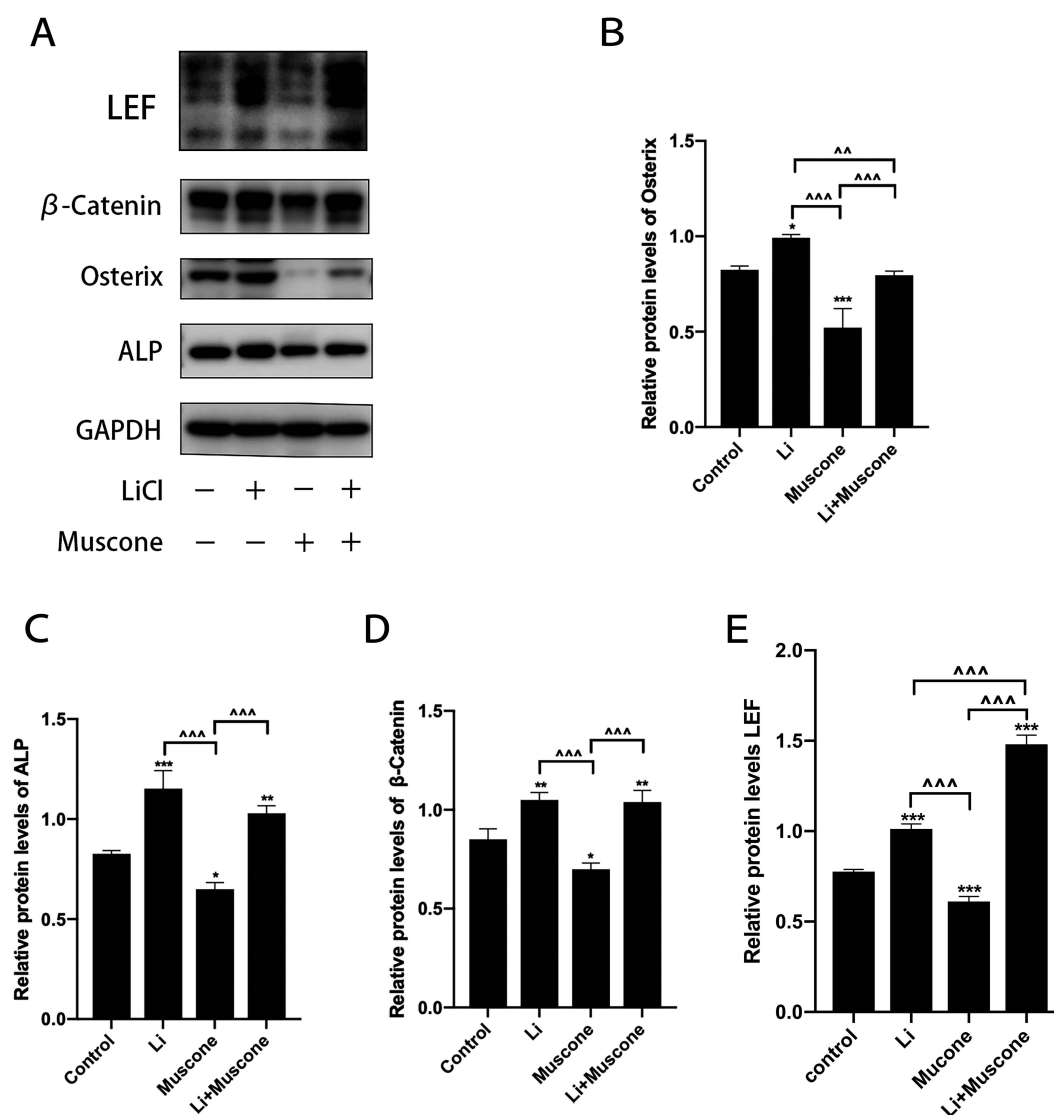 A
LEF
β-Catenin
Osterix
ALP
GAPDH
LiCl − + − +
Muscone − − + +
B
Relative protein levels of Osterix
1.5
1.0
0.5
0.0
^^
^^^
^^^
*
***
Control
Li
Muscone
Li+Muscone
C
Relative protein levels of ALP
1.5
1.0
0.5
0.0
^^^
^^^
***
**
*
Control
Li
Muscone
Li+Muscone
D
Relative protein levels of β-Catenin
1.5
1.0
0.5
0.0
^^^
^^^
**
**
*
Control
Li
Muscone
Li+Muscone
E
Relative protein levels LEF
2.0
1.5
1.0
0.5
0.0
^^^
^^^
***
^^^
***
***
control
Li
Mucone
Li+Muscone